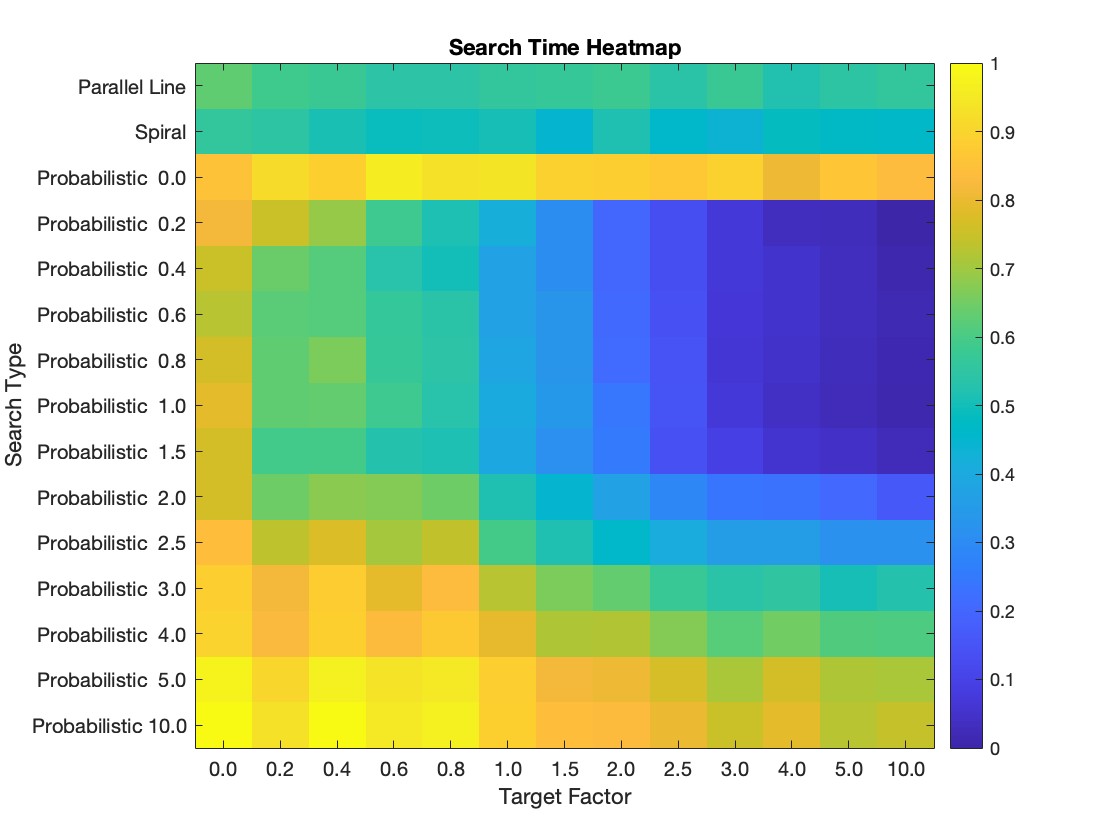 Search Time Heatmap
Parallel Line
Spiral
Probabilistic 0.0
Probabilistic 0.2
Probabilistic 0.4
Probabilistic 0.6
Probabilistic 0.8
Probabilistic 1.0
Probabilistic 1.5
Probabilistic 2.0
Probabilistic 2.5
Probabilistic 3.0
Probabilistic 4.0
Probabilistic 5.0
Probabilistic 10.0
Search Type
0.0 0.2 0.4 0.6 0.8 1.0 1.5 2.0 2.5 3.0 4.0 5.0 10.0
Target Factor
1
0.9
0.8
0.7
0.6
0.5
0.4
0.3
0.2
0.1
0